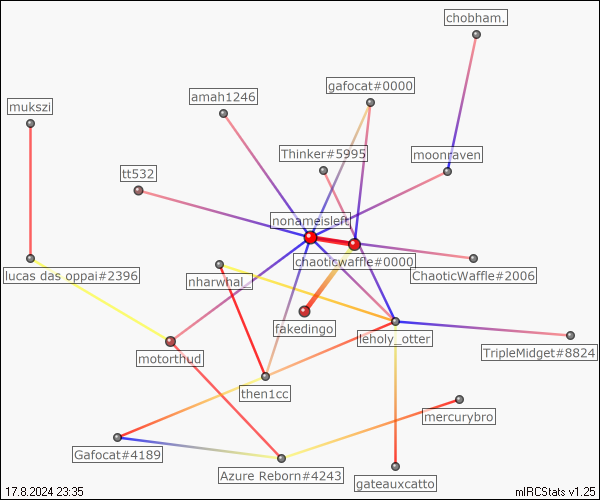 chobham.
gafocat#0000
amah1246
mukszi
Thinker#5995
moonraven
tt532
nonameisleft
chaoticwaffle#0000
lucas das oppai#2396
nharwhal_
ChaoticWaffle#2006
fakedingo
leholy_otter
motorthud
TripleMidget#8824
then1cc
mercurybro
Gafocat#4189
Azure Reborn#4243
gateauxcatto
17.8.2024 23:35
mIRCStats v1.25